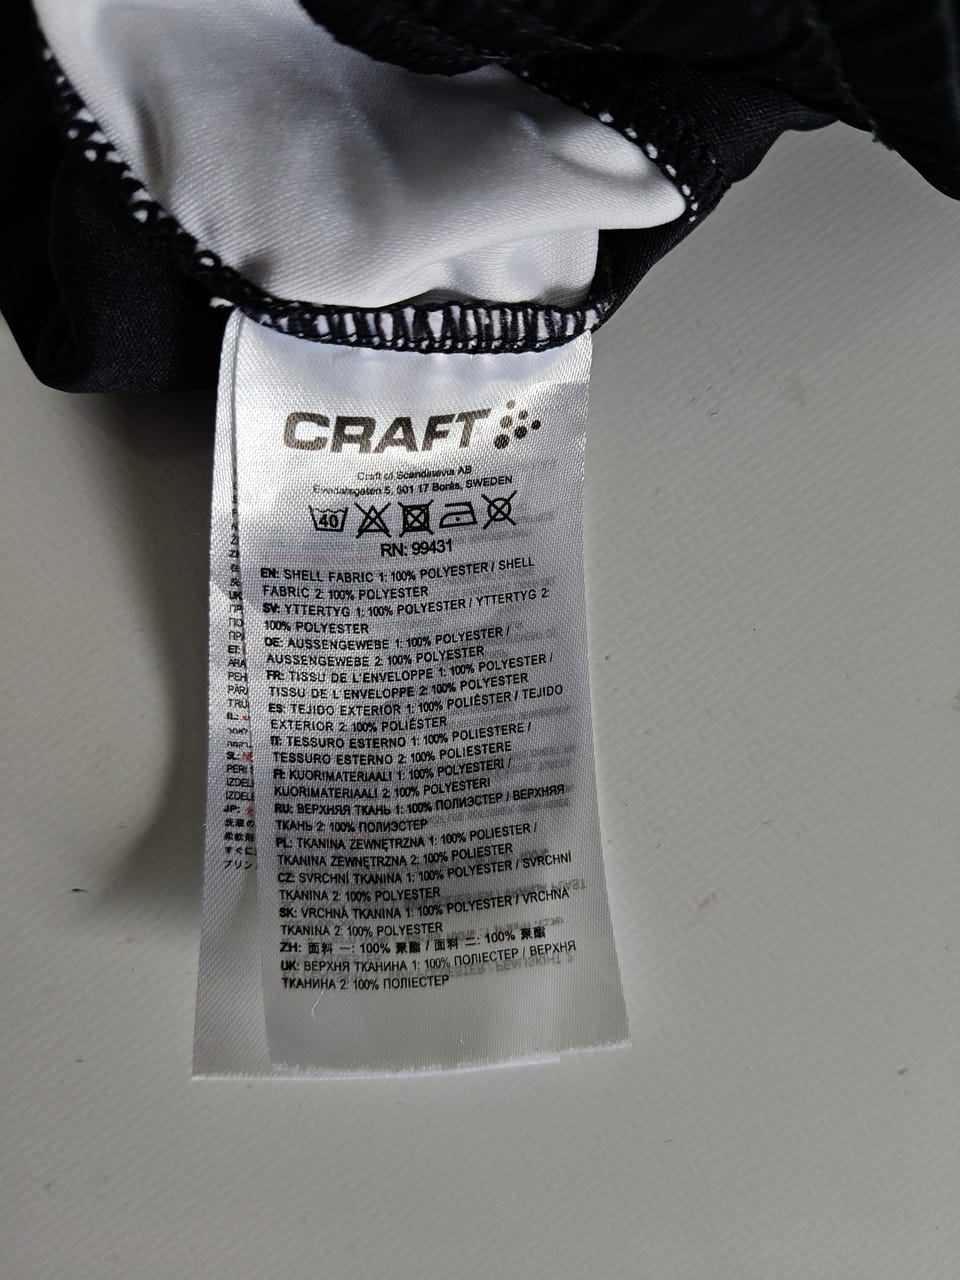 CRAFT
Craft of Scandinavia AB
Evedalsgatan 5, 501 17 Borås, SWEDEN
40
RN: 99431
EN: SHELL FABRIC 1: 100% POLYESTER / SHELL
FABRIC 2: 100% POLYESTER
SV: YTTERTYG 1: 100% POLYESTER / YTTERTYG 2:
100% POLYESTER
DE: AUSSENGEWEBE 1: 100% POLYESTER /
AUSSENGEWEBE 2: 100% POLYESTER
FR: TISSU DE L'ENVELOPPE 1: 100% POLYESTER /
TISSU DE L'ENVELOPPE 2: 100% POLYESTER
ES: TEJIDO EXTERIOR 1: 100% POLIÉSTER / TEJIDO
EXTERIOR 2: 100% POLIÉSTER
IT: TESSURO ESTERNO 1: 100% POLIESTERE /
TESSURO ESTERNO 2: 100% POLIESTERE
FI: KUORIMATERIAALI 1: 100% POLYESTERI /
KUORIMATERIAALI 2: 100% POLYESTERI
RU: ВЕРХНЯЯ ТКАНЬ 1: 100% ПОЛИЭСТЕР / ВЕРХНЯЯ
ТКАНЬ 2: 100% ПОЛИЭСТЕР
PL: TKANINA ZEWNĘTRZNA 1: 100% POLIESTER /
TKANINA ZEWNĘTRZNA 2: 100% POLIESTER
CZ: SVRCHNÍ TKANINA 1: 100% POLYESTER / SVRCHNÍ
TKANINA 2: 100% POLYESTER
SK: VRCHNÁ TKANINA 1: 100% POLYESTER / VRCHNÁ
TKANINA 2: 100% POLYESTER
ZH: 面料 一: 100% 聚酯 / 面料 二: 100% 聚酯
UK: ВЕРХНЯ ТКАНИНА 1: 100% ПОЛІЕСТЕР / ВЕРХНЯ
ТКАНИНА 2: 100% ПОЛІЕСТЕР